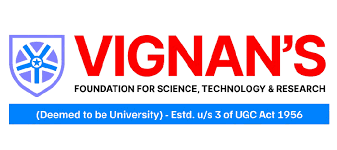 VIGNAN'S
FOUNDATION FOR SCIENCE, TECHNOLOGY & RESEARCH
(Deemed to be University) - Estd. u/s 3 of UGC Act 1956